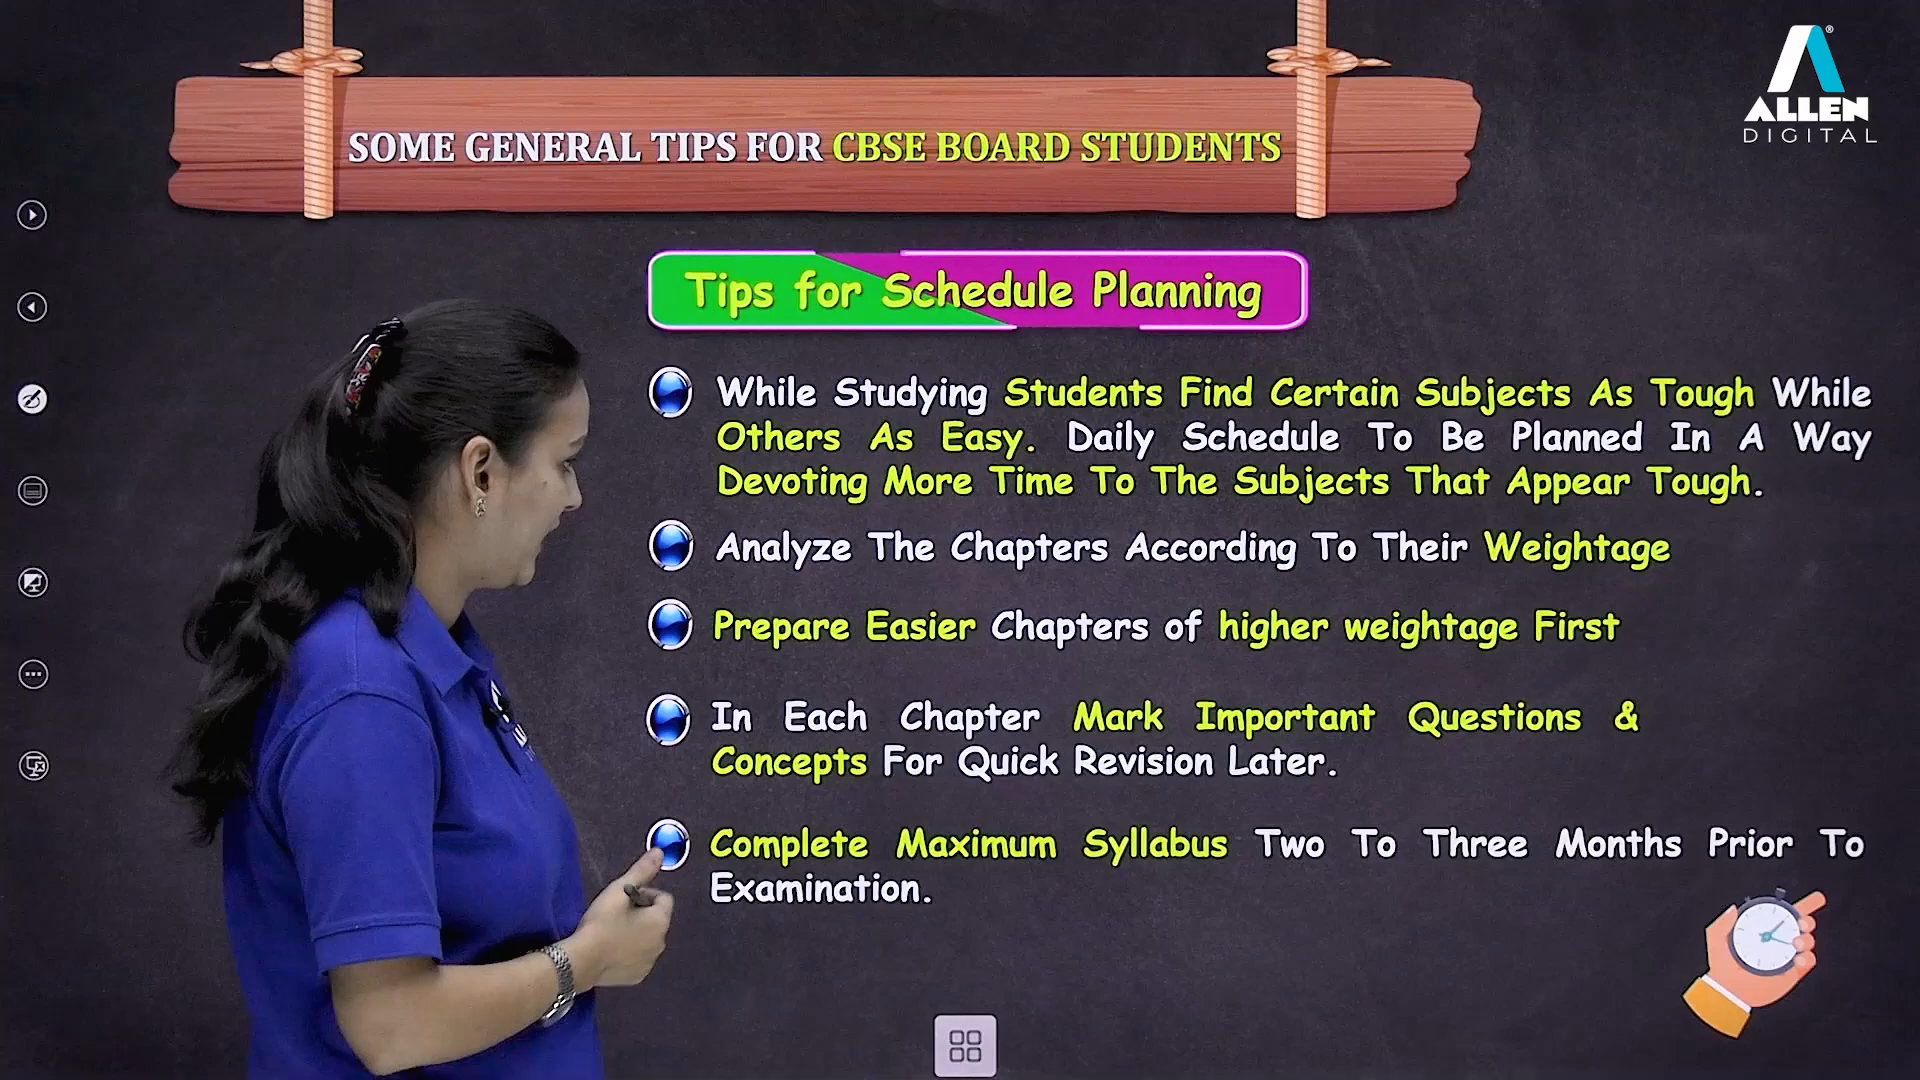 ALLEN
DIGITAL
SOME GENERAL TIPS FOR CBSE BOARD STUDENTS
Tips for Schedule Planning
While Studying Students Find Certain Subjects As Tough While
Others As Easy. Daily Schedule To Be Planned In A Way
Devoting More Time To The Subjects That Appear Tough.
Analyze The Chapters According To Their Weightage
Prepare Easier Chapters of higher weightage First
In Each Chapter Mark Important Questions &
Concepts For Quick Revision Later.
Complete Maximum Syllabus Two To Three Months Prior To
Examination.